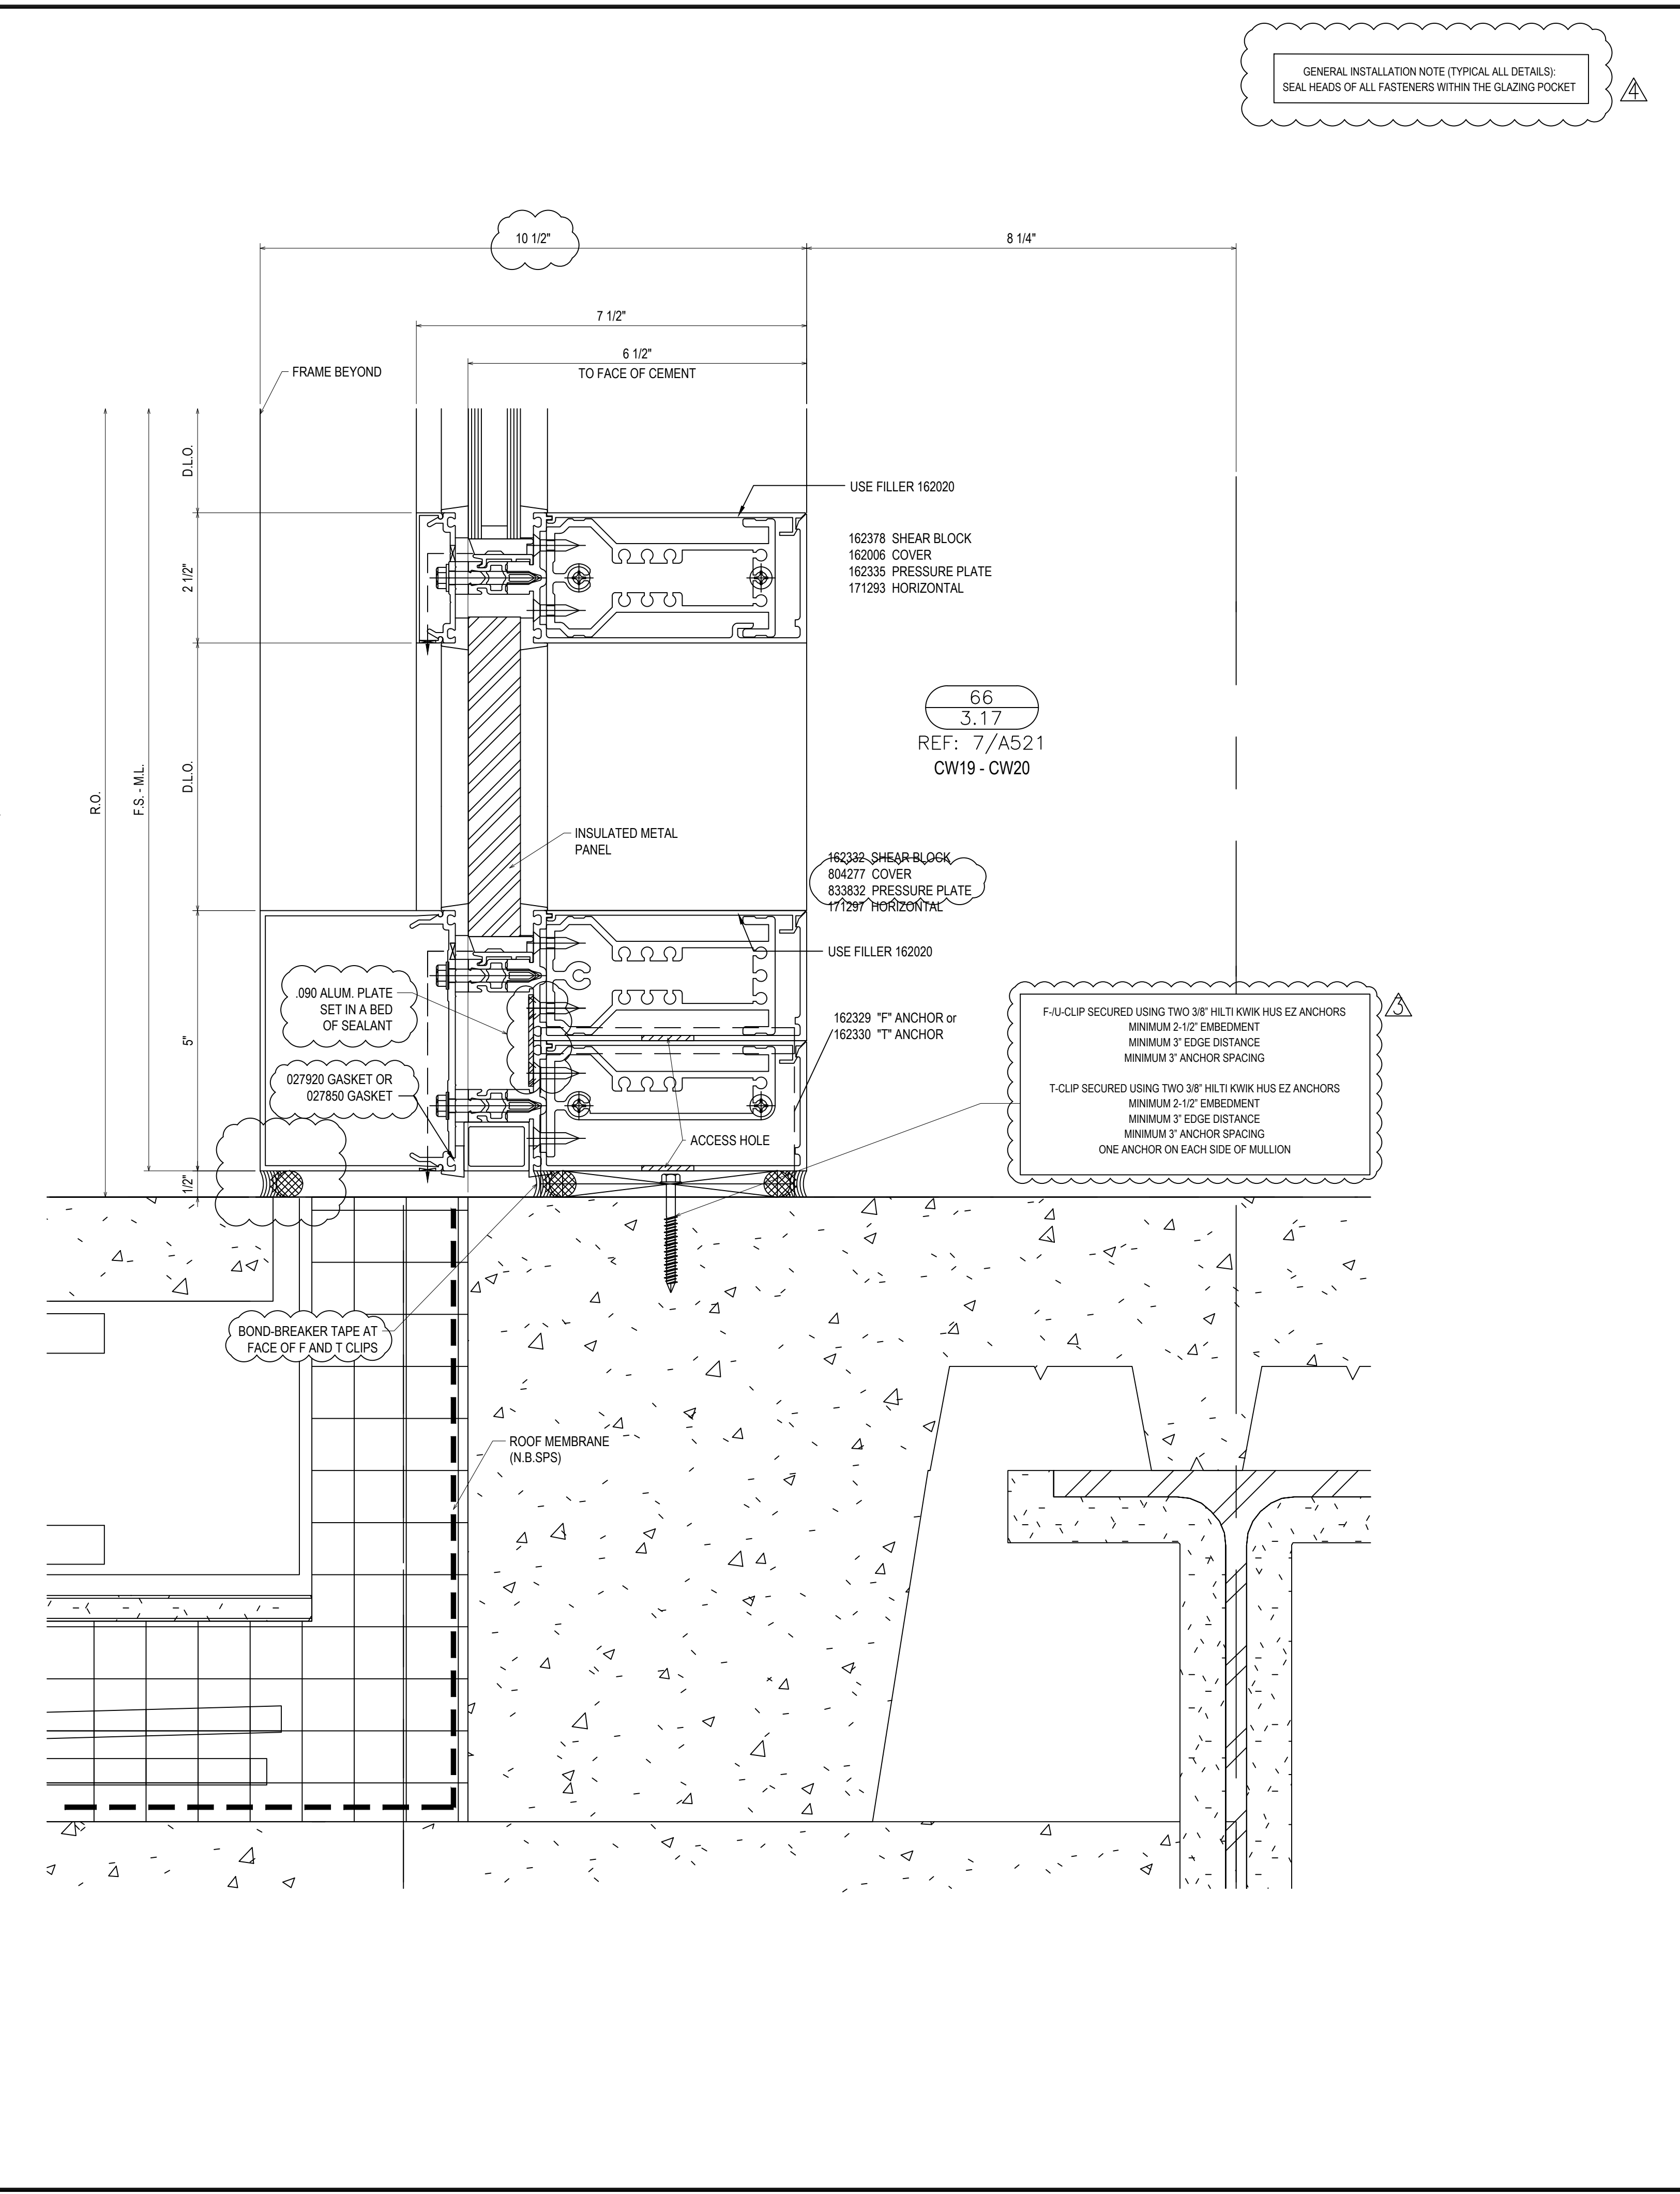 GENERAL INSTALLATION NOTE (TYPICAL ALL DETAILS):
SEAL HEADS OF ALL FASTENERS WITHIN THE GLAZING POCKET
4
10 1/2"
8 1/4"
7 1/2"
6 1/2"
TO FACE OF CEMENT
FRAME BEYOND
R.O.
F.S. - M.L.
D.L.O.
2 1/2"
D.L.O.
5"
1/2"
USE FILLER 162020
162378 SHEAR BLOCK
162006 COVER
162335 PRESSURE PLATE
171293 HORIZONTAL
66
3.17
REF: 7/A521
CW19 - CW20
INSULATED METAL
PANEL
162332 SHEAR BLOCK
804277 COVER
833832 PRESSURE PLATE
171297 HORIZONTAL
USE FILLER 162020
.090 ALUM. PLATE
SET IN A BED
OF SEALANT
162329 "F" ANCHOR or
162330 "T" ANCHOR
027920 GASKET OR
027850 GASKET
ACCESS HOLE
F-/U-CLIP SECURED USING TWO 3/8" HILTI KWIK HUS EZ ANCHORS
MINIMUM 2-1/2" EMBEDMENT
MINIMUM 3" EDGE DISTANCE
MINIMUM 3" ANCHOR SPACING
T-CLIP SECURED USING TWO 3/8" HILTI KWIK HUS EZ ANCHORS
MINIMUM 2-1/2" EMBEDMENT
MINIMUM 3" EDGE DISTANCE
MINIMUM 3" ANCHOR SPACING
ONE ANCHOR ON EACH SIDE OF MULLION
3
BOND-BREAKER TAPE AT
FACE OF F AND T CLIPS
ROOF MEMBRANE
(N.B.SPS)